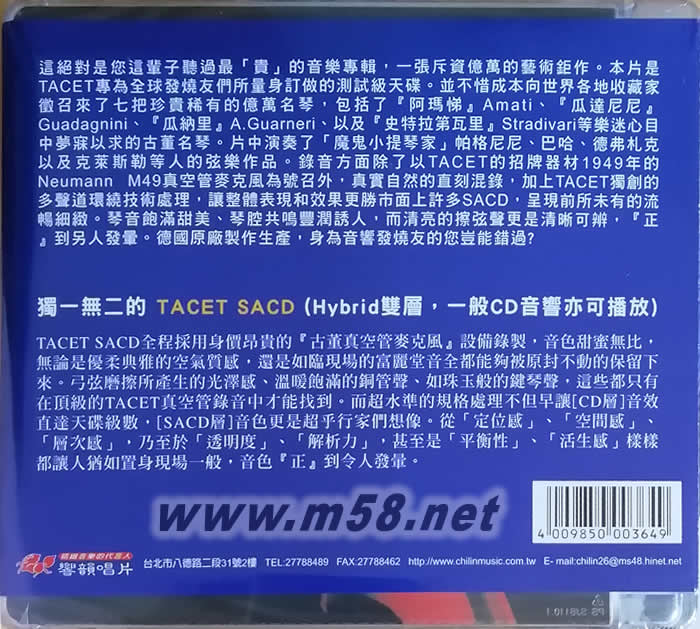 這絕對是您這輩子聽過最「貴」的音樂專輯，一張斥資億萬的藝術鉅作。本片是
TACET專為全球發燒友們所量身訂做的測試級天碟。並不惜成本向世界各地收藏家
徵召來了七把珍貴稀有的億萬名琴，包括了『阿瑪悌』Amati、『瓜達尼尼』
Guadagnini、『瓜納里』A.Guarneri、以及『史特拉第瓦里』Stradivari等樂迷心目
中夢寐以求的古董名琴。片中演奏了「魔鬼小提琴家」帕格尼尼、巴哈、德弗札克
以及克萊斯勒等人的弦樂作品。錄音方面除了以TACET的招牌器材1949年的
Neumann M49真空管麥克風為號召外，真實自然的直刻混錄，加上TACET獨創的
多聲道環繞技術處理，讓整體表現和效果更勝市面上許多SACD，呈現前所未有的流
暢細緻。琴音飽滿甜美、琴腔共鳴豐潤誘人，而清亮的擦弦聲更是清晰可辨，『正』
到另人發暈。德國原廠製作生產，身為音響發燒友的您豈能錯過?
獨一無二的 TACET SACD (Hybrid雙層，一般CD音響亦可播放)
TACET SACD全程採用身價昂貴的『古董真空管麥克風』設備錄製，音色甜蜜無比，
無論是優柔典雅的空氣質感，還是如臨現場的富麗堂音全都能夠被原封不動的保留下
來。弓弦磨擦所產生的光澤感、溫暖飽滿的銅管聲、如珠玉般的鍵琴聲，這些都只有
在頂級的TACET真空管錄音中才能找到。而超水準的規格處理不但早讓[CD層]音效
直達天碟級數，[SACD層]音色更是超乎行家們想像。從「定位感」、「空間感」、
「層次感」，乃至於「透明度」、「解析力」，甚至是「平衡性」、「活生感」樣樣
都讓人猶如置身現場一般，音色『正』到令人發暈。
www.m58.net
4 009850 003649
精緻音樂的代言人
響韻唱片
台北市八德路二段31號2樓 TEL:27788489 FAX:27788462 http://www.chilinmusic.com.tw E- mail:chilin26@ms48.hinet.net